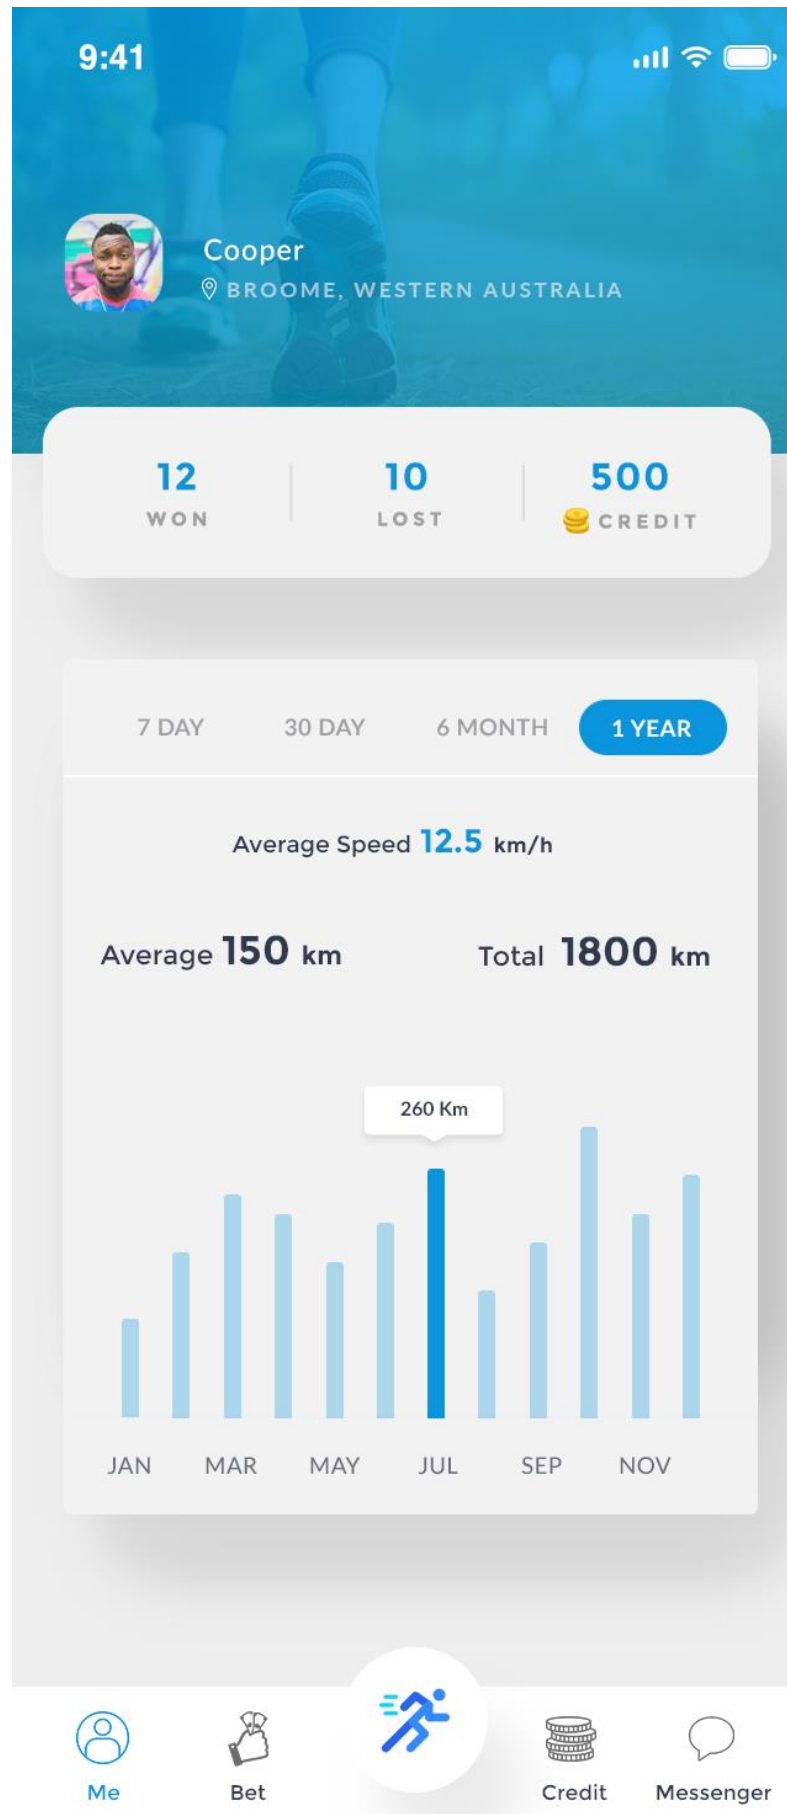 9:41
Cooper
BROOME, WESTERN AUSTRALIA
12 10 500
WON LOST CREDIT
7 DAY 30 DAY 6 MONTH 1 YEAR
Average Speed 12.5 km/h
Average 150 km Total 1800 km
260 Km
JAN MAR MAY JUL SEP NOV
Me Bet Credit Messenger